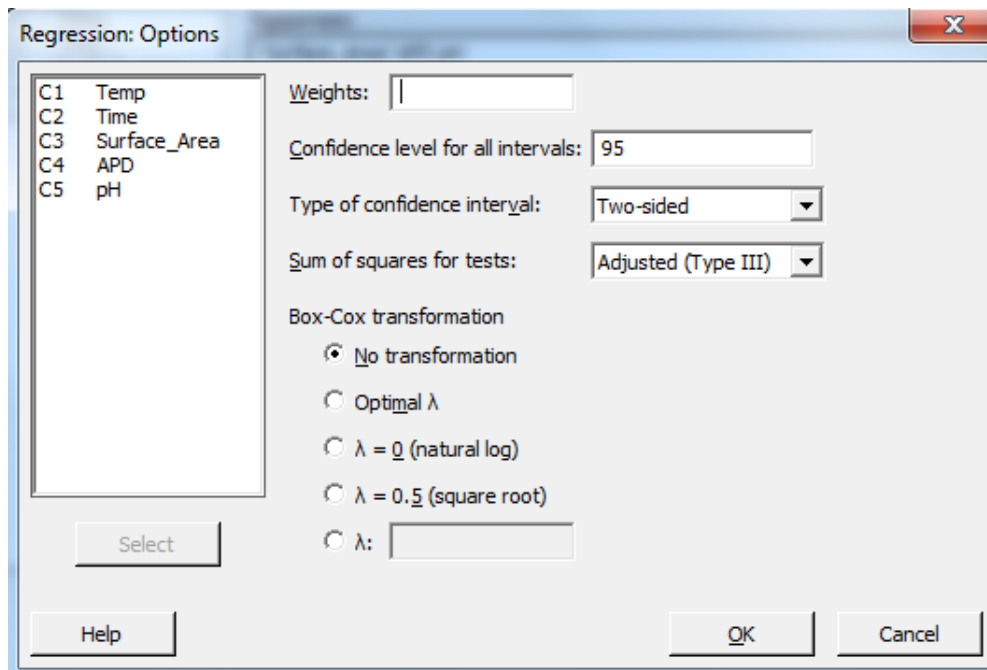 Regression: Options
C1 Temp
C2 Time
C3 Surface_Area
C4 APD
C5 pH
Select
Weights:
Confidence level for all intervals: 95
Type of confidence interval: Two-sided
Sum of squares for tests: Adjusted (Type III)
Box-Cox transformation
No transformation
Optimal λ
λ = 0 (natural log)
λ = 0.5 (square root)
λ:
Help
OK
Cancel